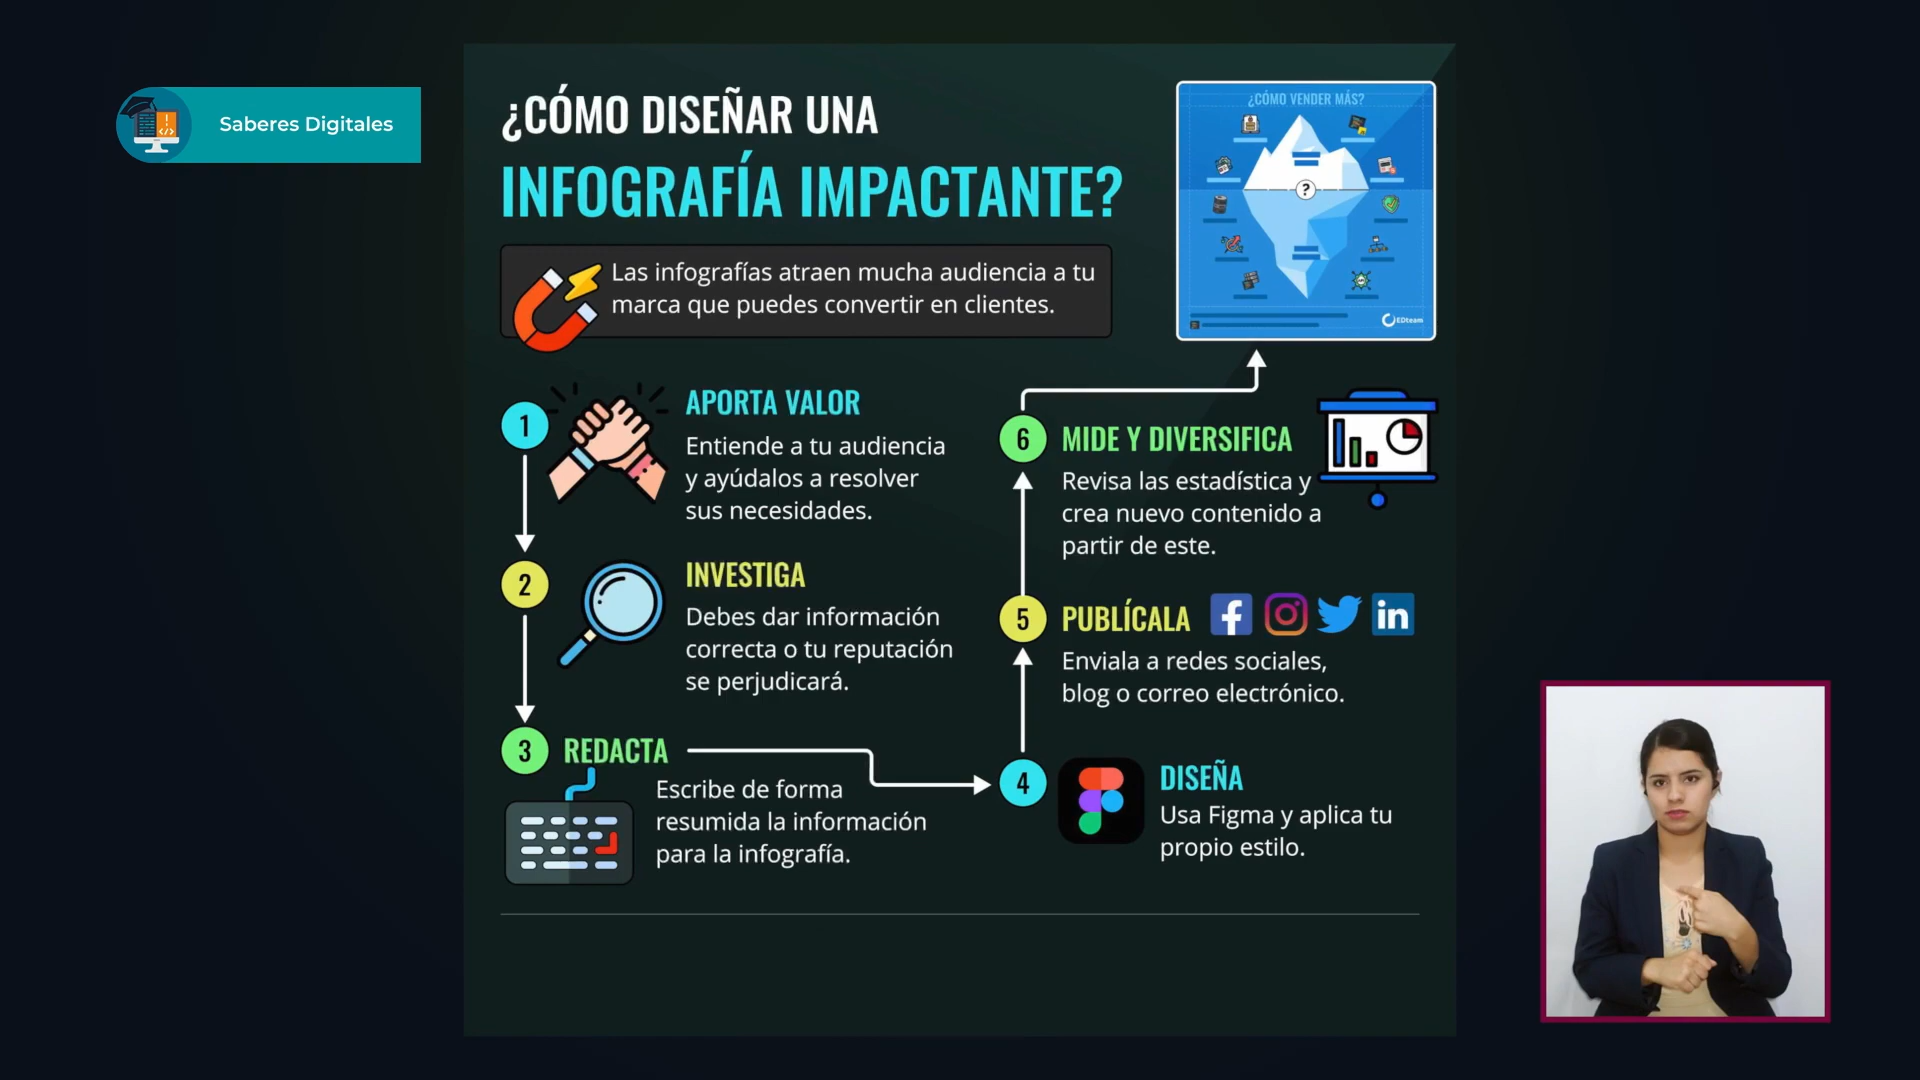 Saberes Digitales
¿CÓMO DISEÑAR UNA
INFOGRAFÍA IMPACTANTE?
Las infografías atraen mucha audiencia a tu
marca que puedes convertir en clientes.
¿CÓMO VENDER MÁS?
?
EDteam
1
APORTA VALOR
Entiende a tu audiencia
y ayúdalos a resolver
sus necesidades.
2
INVESTIGA
Debes dar información
correcta o tu reputación
se perjudicará.
3
REDACTA
Escribe de forma
resumida la información
para la infografía.
4
DISEÑA
Usa Figma y aplica tu
propio estilo.
5
PUBLÍCALA
Enviala a redes sociales,
blog o correo electrónico.
6
MIDE Y DIVERSIFICA
Revisa las estadística y
crea nuevo contenido a
partir de este.